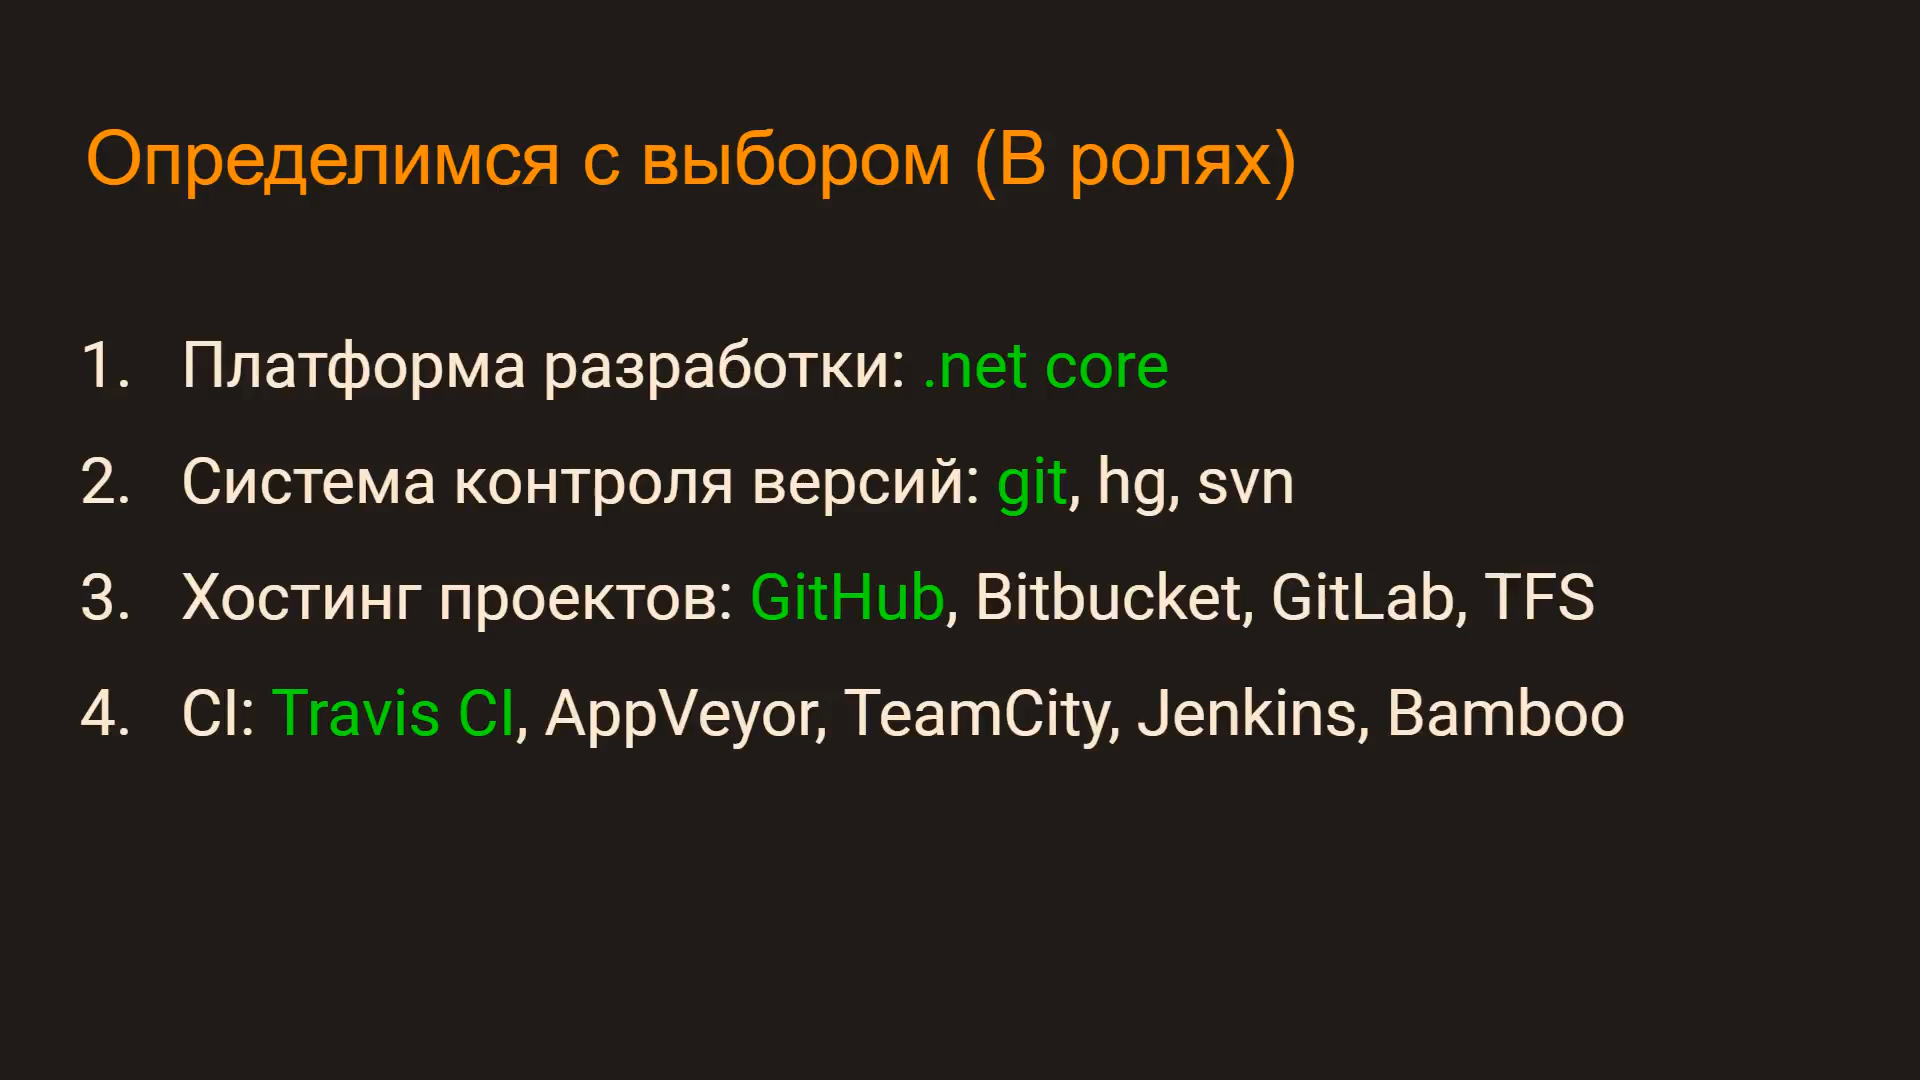 Определимся с выбором (В ролях)
1. Платформа разработки: .net core
2. Система контроля версий: git, hg, svn
3. Хостинг проектов: GitHub, Bitbucket, GitLab, TFS
4. CI: Travis CI, AppVeyor, TeamCity, Jenkins, Bamboo